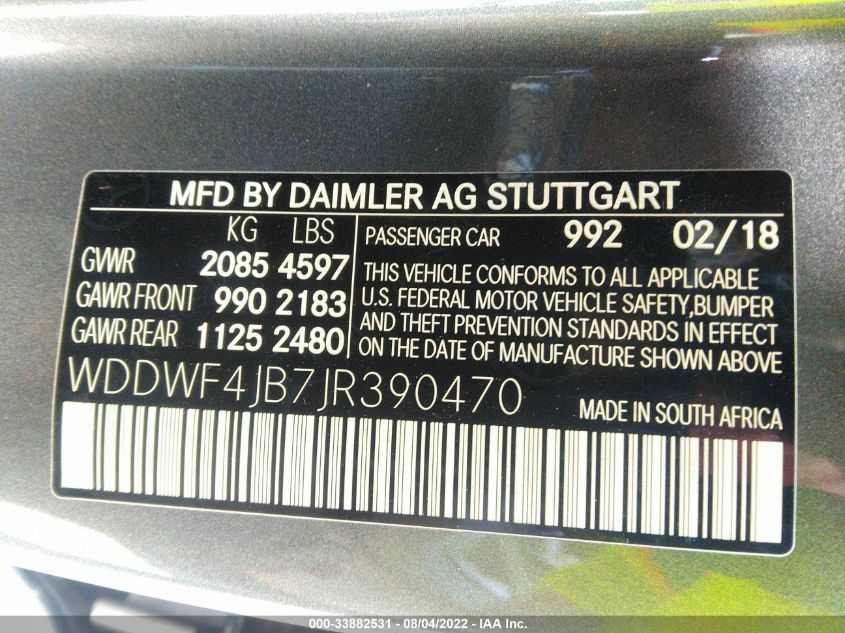 MFD BY DAIMLER AG STUTTGART
KG LBS
GVWR 2085 4597
GAWR FRONT 990 2183
GAWR REAR 1125 2480
PASSENGER CAR 992 02/18
THIS VEHICLE CONFORMS TO ALL APPLICABLE
U.S. FEDERAL MOTOR VEHICLE SAFETY,BUMPER
AND THEFT PREVENTION STANDARDS IN EFFECT
ON THE DATE OF MANUFACTURE SHOWN ABOVE
WDDWF4JB7JR390470
MADE IN SOUTH AFRICA
000-33882531 - 08/04/2022 - IAA Inc.